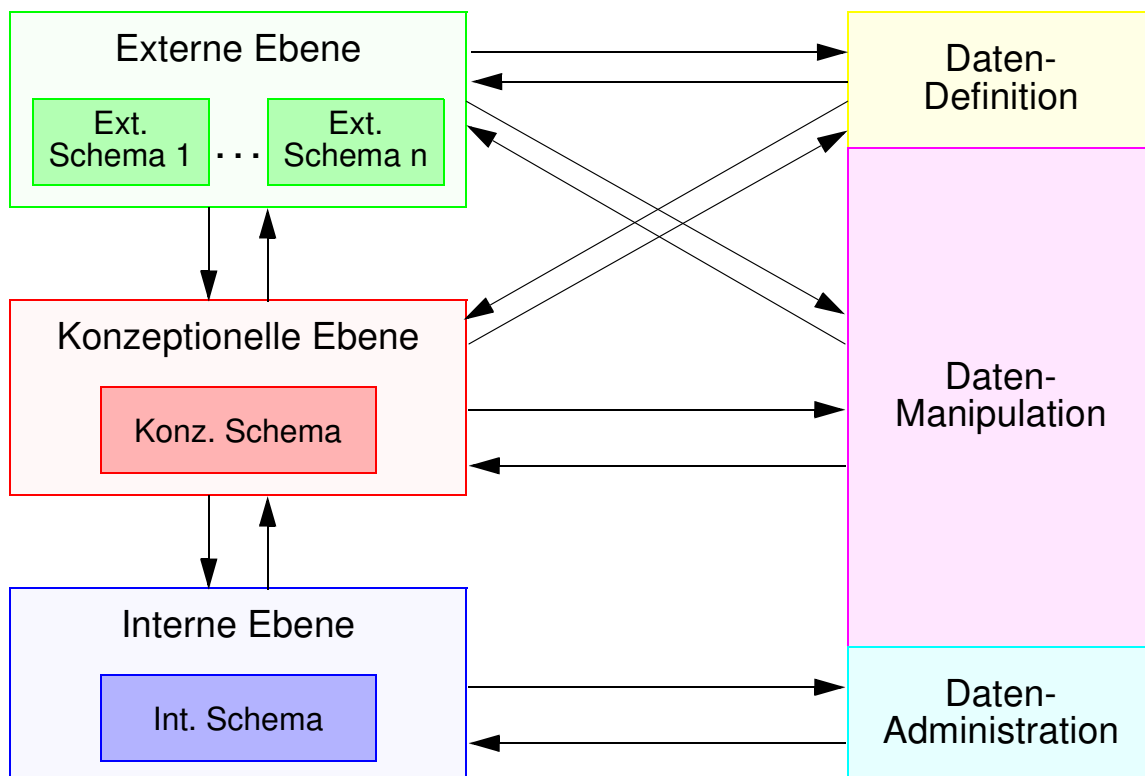 Externe Ebene
Ext.
Schema 1
...
Ext.
Schema n
Konzeptionelle Ebene
Konz. Schema
Interne Ebene
Int. Schema
Daten-
Definition
Daten-
Manipulation
Daten-
Administration